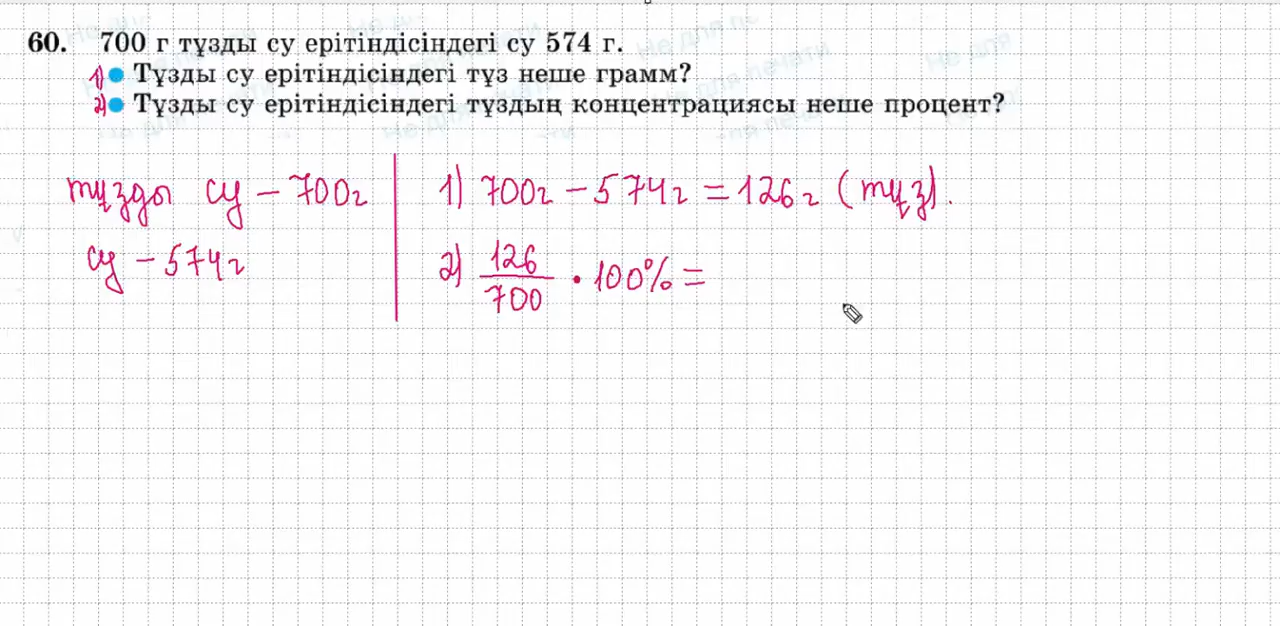 60. 700 г тұзды су ерітіндісіндегі су 574 г.
1) • Тұзды су ерітіндісіндегі тұз неше грамм?
2) • Тұзды су ерітіндісіндегі тұздың концентрациясы неше процент?
тұзды су – 700г
су – 574г
1) 700г – 574г = 126г (тұз).
2) 126/700 • 100% =